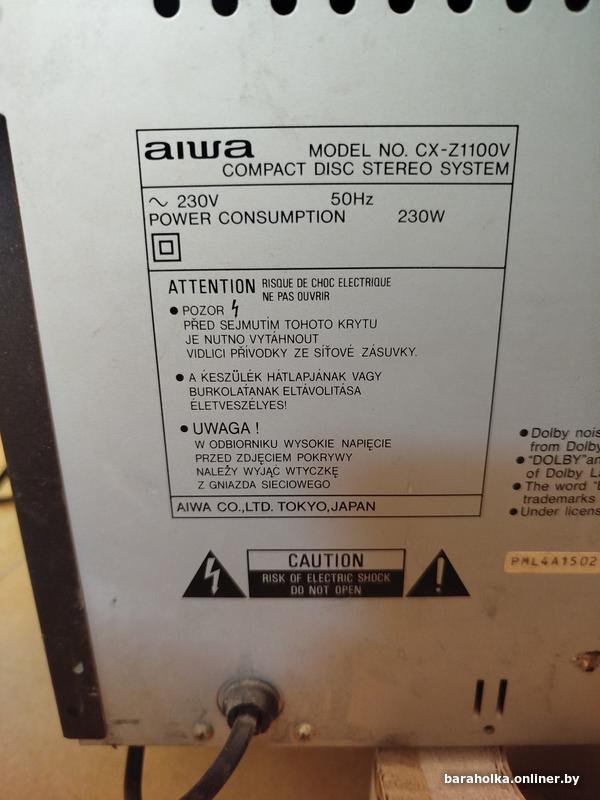 aiwa MODEL NO. CX-Z1100V
COMPACT DISC STEREO SYSTEM
~ 230V 50Hz
POWER CONSUMPTION 230W
ATTENTION RISQUE DE CHOC ELECTRIQUE
NE PAS OUVRIR
● POZOR
PŘED SEJMUTÍM TOHOTO KRYTU
JE NUTNO VYTÁHNOUT
VIDLICI PŘÍVODKY ZE SÍŤOVÉ ZÁSUVKY.
● A KÉSZÜLÉK HÁTLAPJÁNAK VAGY
BURKOLATANAK ELTÁVOLITÁSA
ÉLETVESZÉLYES!
● UWAGA !
W ODBIORNIKU WYSOKIE NAPIĘCIE
PRZED ZDJĘCIEM POKRYWY
NALEŻY WYJĄĆ WTYCZKĘ
Z GNIAZDA SIECIOWEGO
AIWA CO.,LTD. TOKYO,JAPAN
● Dolby nois
from Dolby
● "DOLBY" an
of Dolby L
● The word
trademarks
● Under licens
CAUTION
RISK OF ELECTRIC SHOCK
DO NOT OPEN
PML4A1502
baraholka.onliner.by